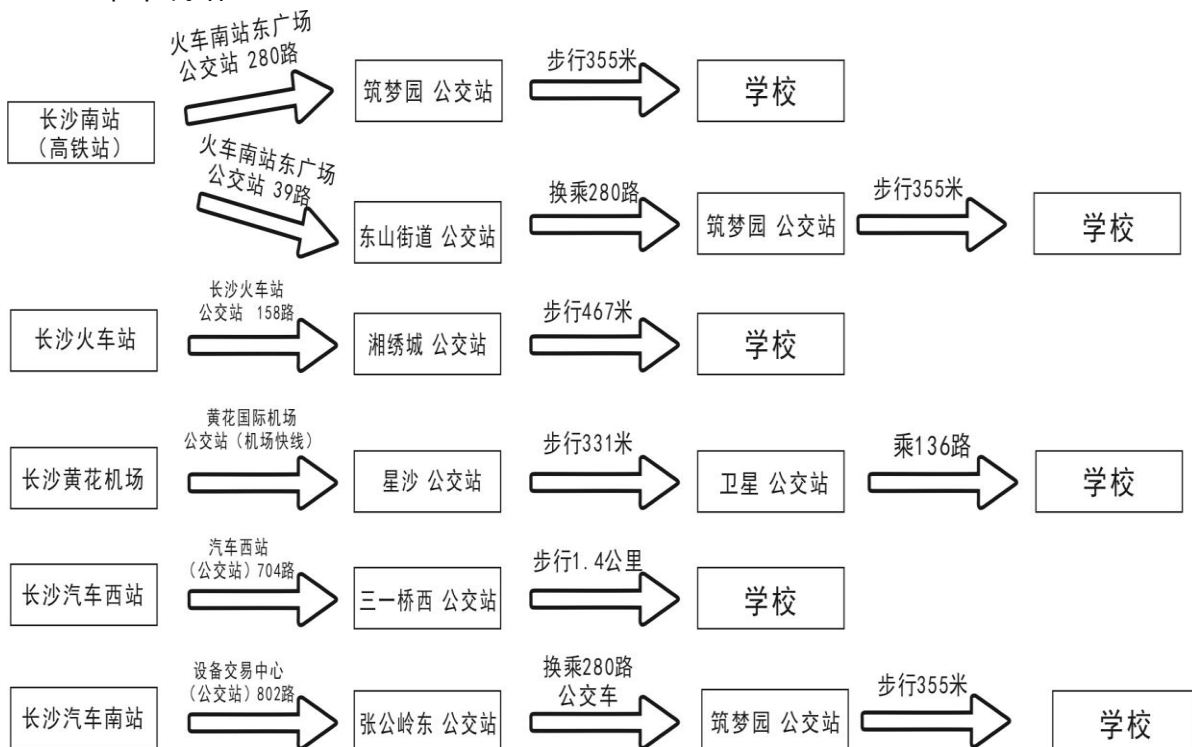 火车南站东广场
公交站 280路
步行355米
长沙南站
(高铁站)
筑梦园 公交站
学校
火车南站东广场
公交站 39路
换乘280路
步行355米
东山街道 公交站
筑梦园 公交站
学校
长沙火车站
公交站 158路
步行467米
长沙火车站
湘绣城 公交站
学校
黄花国际机场
公交站(机场快线)
步行331米
乘136路
长沙黄花机场
星沙 公交站
卫星 公交站
学校
汽车西站
(公交站)704路
步行1.4公里
长沙汽车西站
三一桥西 公交站
学校
设备交易中心
(公交站)802路
换乘280路
公交车
步行355米
长沙汽车南站
张公岭东 公交站
筑梦园 公交站
学校